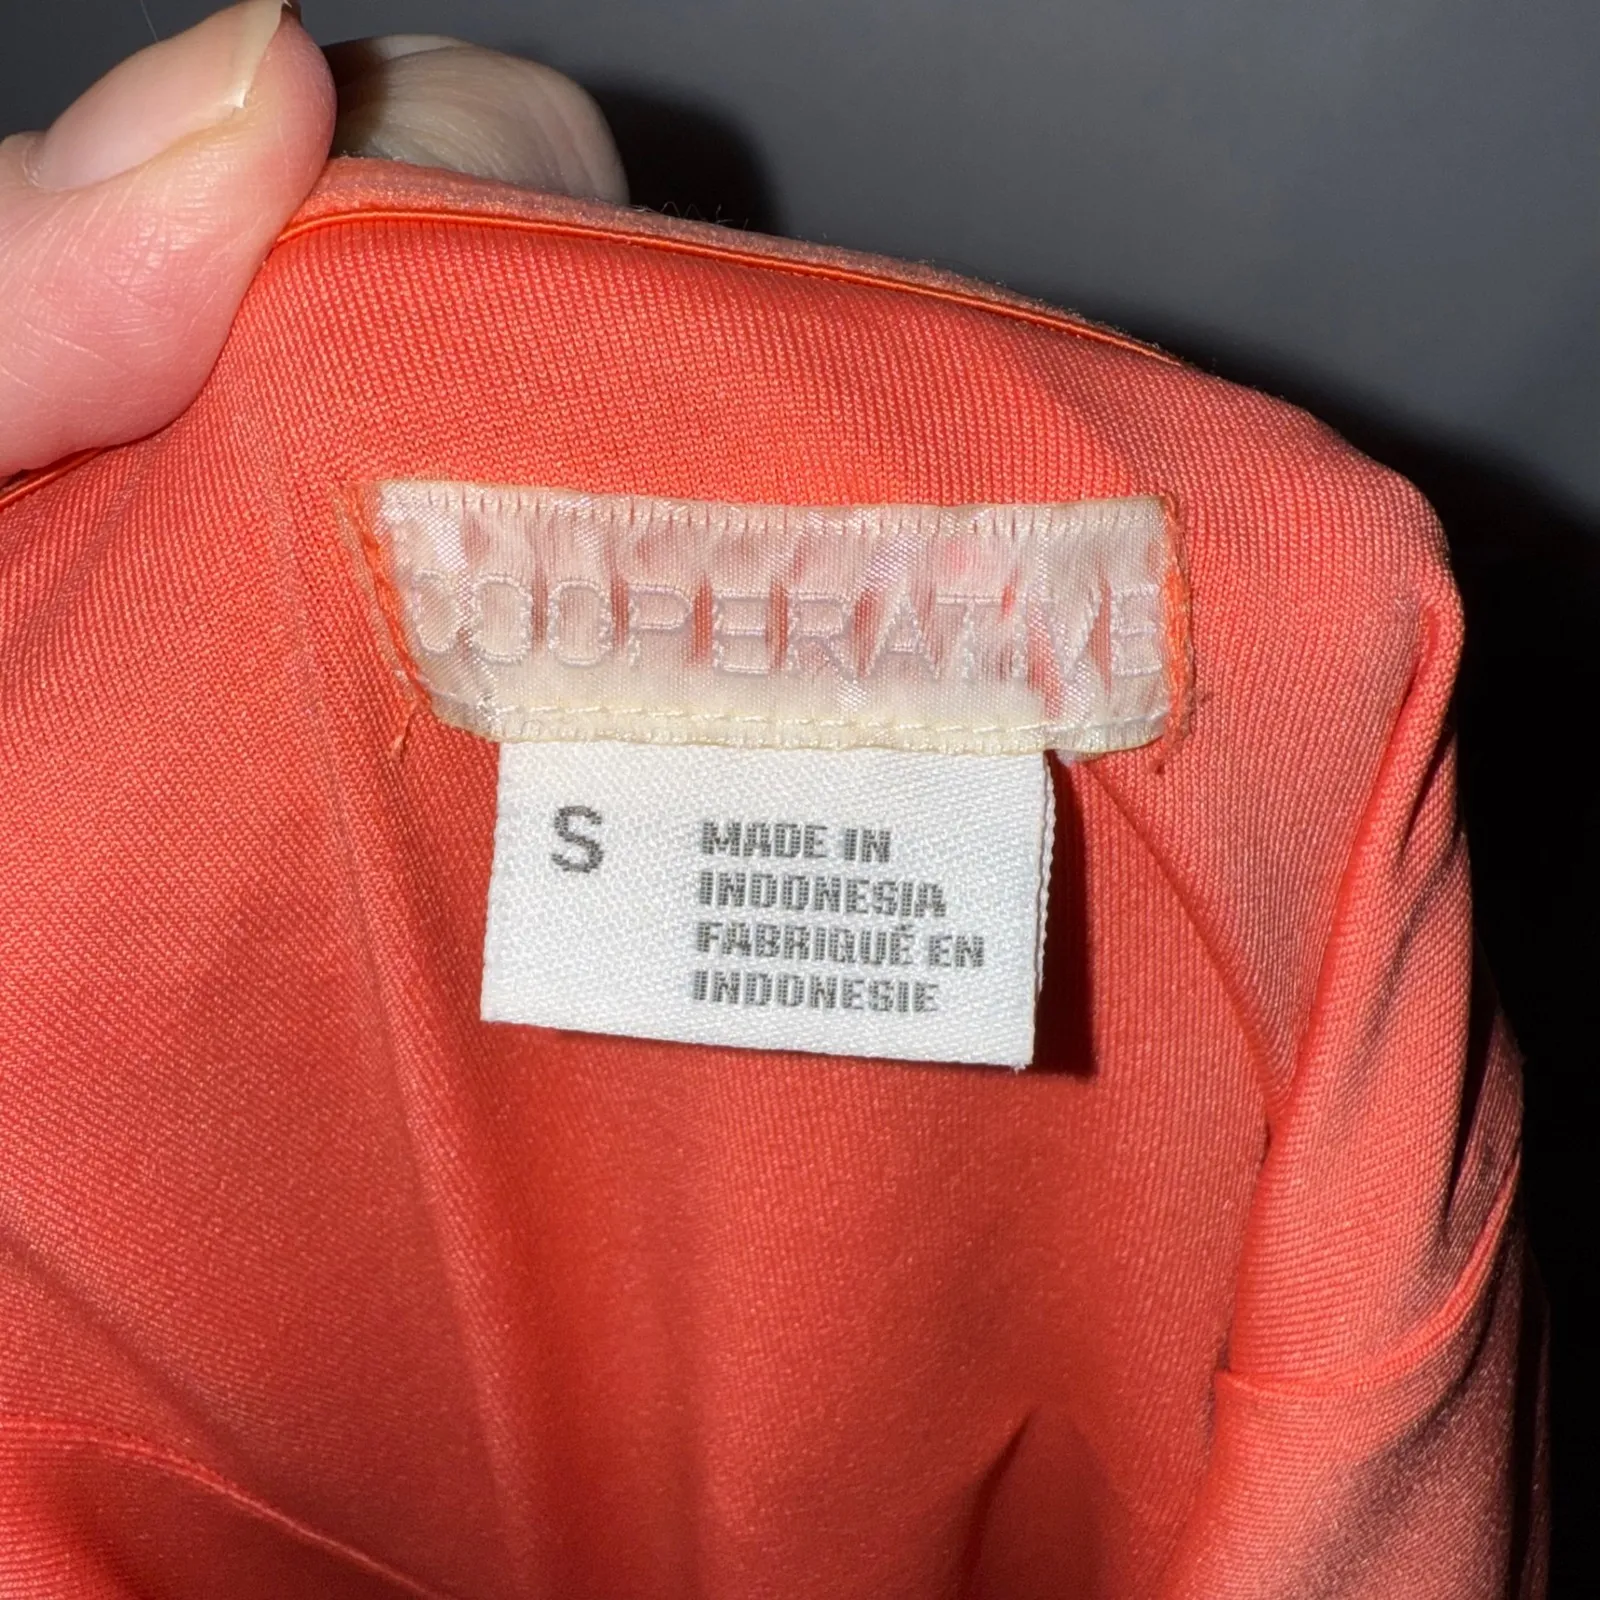 COOPERATIVE
S
MADE IN
INDONESIA
FABRIQUÉ EN
INDONESIE